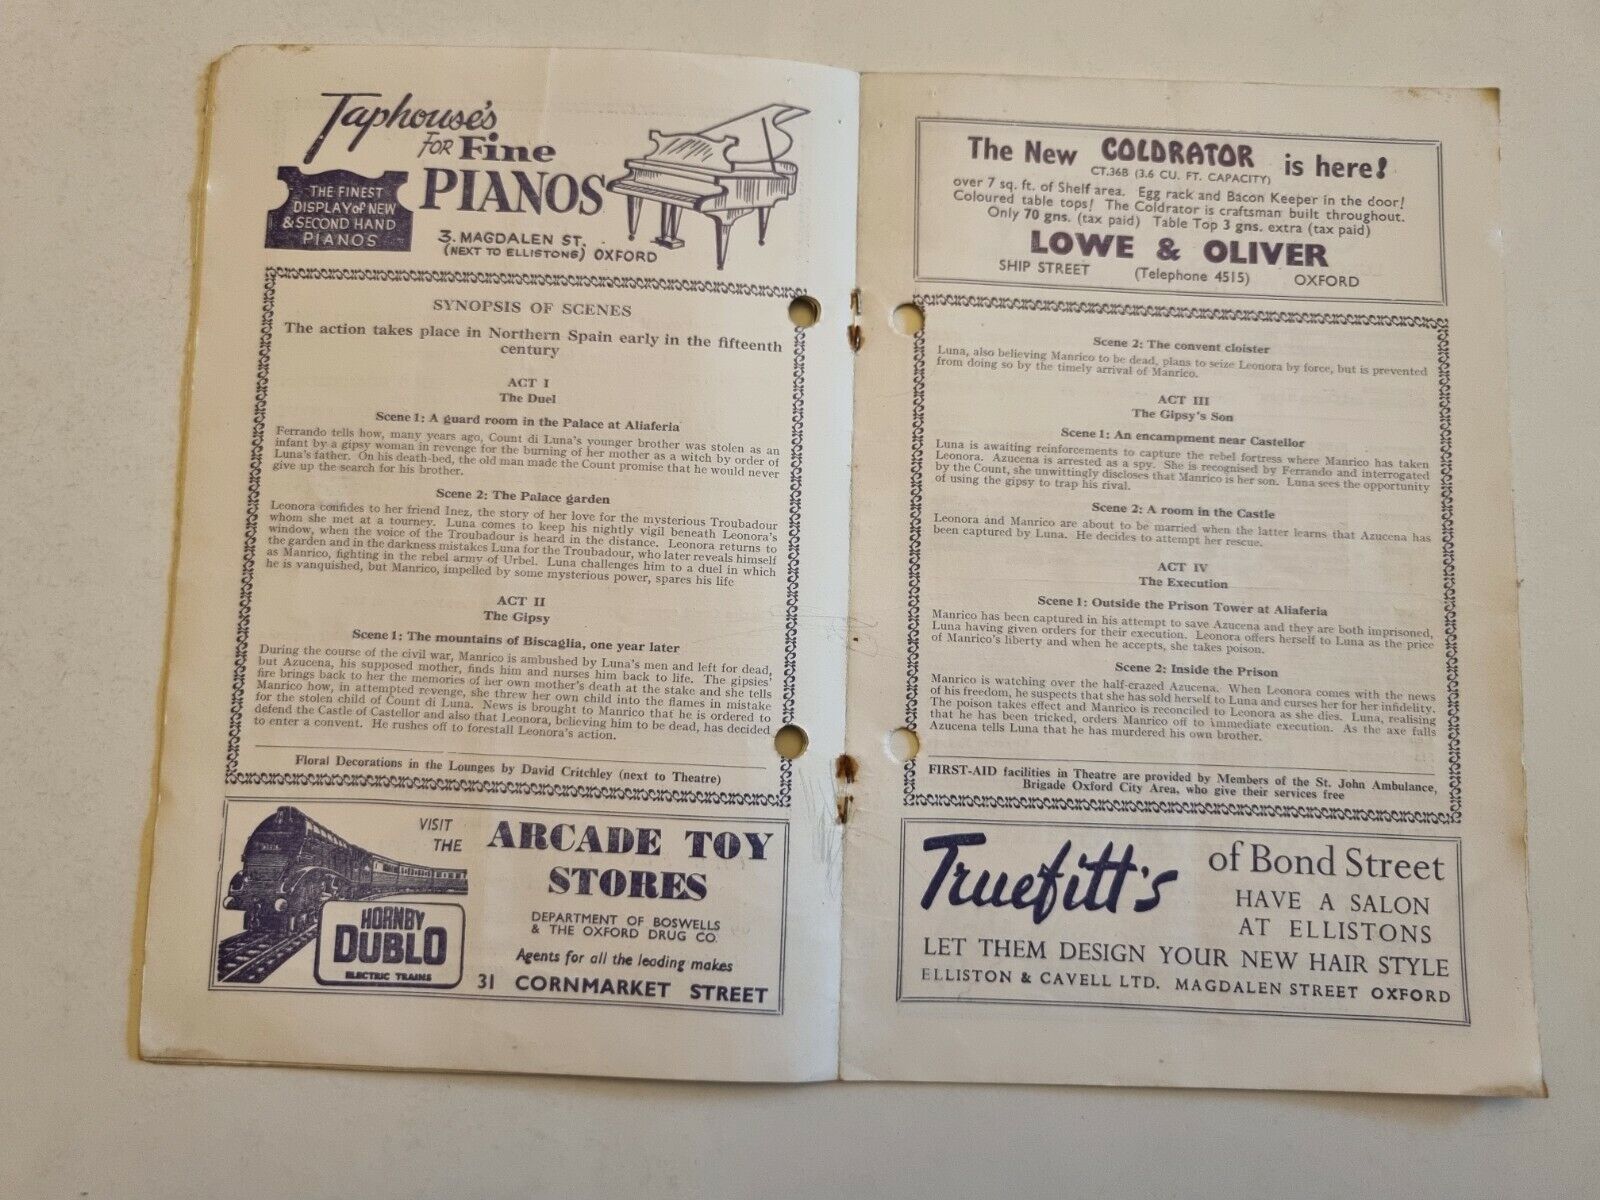 Taphouse's
FOR Fine
PIANOS
THE FINEST
DISPLAY of NEW
& SECOND HAND
PIANOS
3. MAGDALEN ST.
(NEXT TO ELLISTONS) OXFORD
SYNOPSIS OF SCENES
The action takes place in Northern Spain early in the fifteenth
century
ACT I
The Duel
Scene 1: A guard room in the Palace at Aliaferia
Ferrando tells how, many years ago, Count di Luna's younger brother was stolen as an
infant by a gipsy woman in revenge for the burning of her mother as a witch by order of
Luna's father. On his death-bed, the old man made the Count promise that he would never
give up the search for his brother.
Scene 2: The Palace garden
Leonora confides to her friend Inez, the story of her love for the mysterious Troubadour
whom she met at a tourney. Luna comes to keep his nightly vigil beneath Leonora's
window, when the voice of the Troubadour is heard in the distance. Leonora returns to
the garden and in the darkness mistakes Luna for the Troubadour, who later reveals himself
as Manrico, fighting in the rebel army of Urbel. Luna challenges him to a duel in which
he is vanquished, but Manrico, impelled by some mysterious power, spares his life
ACT II
The Gipsy
Scene 1: The mountains of Biscaglia, one year later
During the course of the civil war, Manrico is ambushed by Luna's men and left for dead,
but Azucena, his supposed mother, finds him and nurses him back to life. The gipsies'
fire brings back to her the memories of her own mother's death at the stake and she tells
Manrico how, in attempted revenge, she threw her own child into the flames in mistake
for the stolen child of Count di Luna. News is brought to Manrico that he is ordered to
defend the Castle of Castellor and also that Leonora, believing him to be dead, has decided
to enter a convent. He rushes off to forestall Leonora's action.
Floral Decorations in the Lounges by David Critchley (next to Theatre)
VISIT
THE
ARCADE TOY
STORES
DEPARTMENT OF BOSWELLS
& THE OXFORD DRUG CO.
Agents for all the leading makes
31 CORNMARKET STREET
HORNBY
DUBLO
ELECTRIC TRAINS
The New COLDRATOR is here!
CT.36B (3.6 CU. FT. CAPACITY)
over 7 sq. ft. of Shelf area. Egg rack and Bacon Keeper in the door!
Coloured table tops! The Coldrator is craftsman built throughout.
Only 70 gns. (tax paid) Table Top 3 gns. extra (tax paid)
LOWE & OLIVER
SHIP STREET (Telephone 4515) OXFORD
Scene 2: The convent cloister
Luna, also believing Manrico to be dead, plans to seize Leonora by force, but is prevented
from doing so by the timely arrival of Manrico.
ACT III
The Gipsy's Son
Scene 1: An encampment near Castellor
Luna is awaiting reinforcements to capture the rebel fortress where Manrico has taken
Leonora. Azucena is arrested as a spy. She is recognised by Ferrando and interrogated
by the Count, she unwittingly discloses that Manrico is her son. Luna sees the opportunity
of using the gipsy to trap his rival.
Scene 2: A room in the Castle
Leonora and Manrico are about to be married when the latter learns that Azucena has
been captured by Luna. He decides to attempt her rescue.
ACT IV
The Execution
Scene 1: Outside the Prison Tower at Aliaferia
Manrico has been captured in his attempt to save Azucena and they are both imprisoned,
Luna having given orders for their execution. Leonora offers herself to Luna as the price
of Manrico's liberty and when he accepts, she takes poison.
Scene 2: Inside the Prison
Manrico is watching over the half-crazed Azucena. When Leonora comes with the news
of his freedom, he suspects that she has sold herself to Luna and curses her for her infidelity.
The poison takes effect and Manrico is reconciled to Leonora as she dies. Luna, realising
that he has been tricked, orders Manrico off to immediate execution. As the axe falls
Azucena tells Luna that he has murdered his own brother.
FIRST-AID facilities in Theatre are provided by Members of the St. John Ambulance,
Brigade Oxford City Area, who give their services free
Truefitt's of Bond Street
HAVE A SALON
AT ELLISTONS
LET THEM DESIGN YOUR NEW HAIR STYLE
ELLISTON & CAVELL LTD. MAGDALEN STREET OXFORD